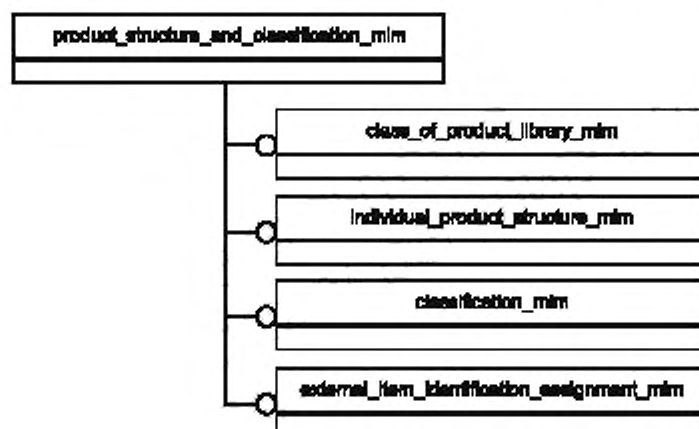 product_structure_and_classification_mim
class_of_product_library_mim
individual_product_structure_mim
classification_mim
external_item_identification_assignment_mim